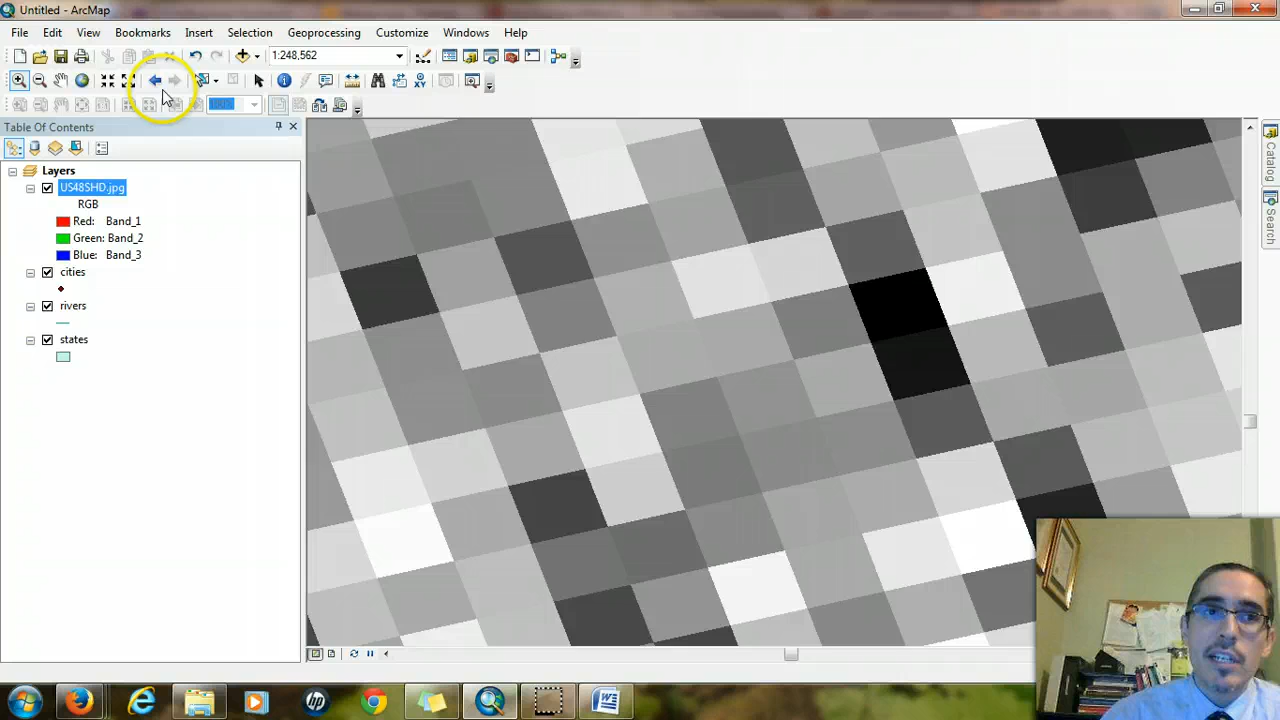 Untitled - ArcMap
File Edit View Bookmarks Insert Selection Geoprocessing Customize Windows Help
1:248,562
100%
Table Of Contents
Layers
US48SHD.jpg
RGB
Red: Band_1
Green: Band_2
Blue: Band_3
cities
rivers
states
Catalog
Search